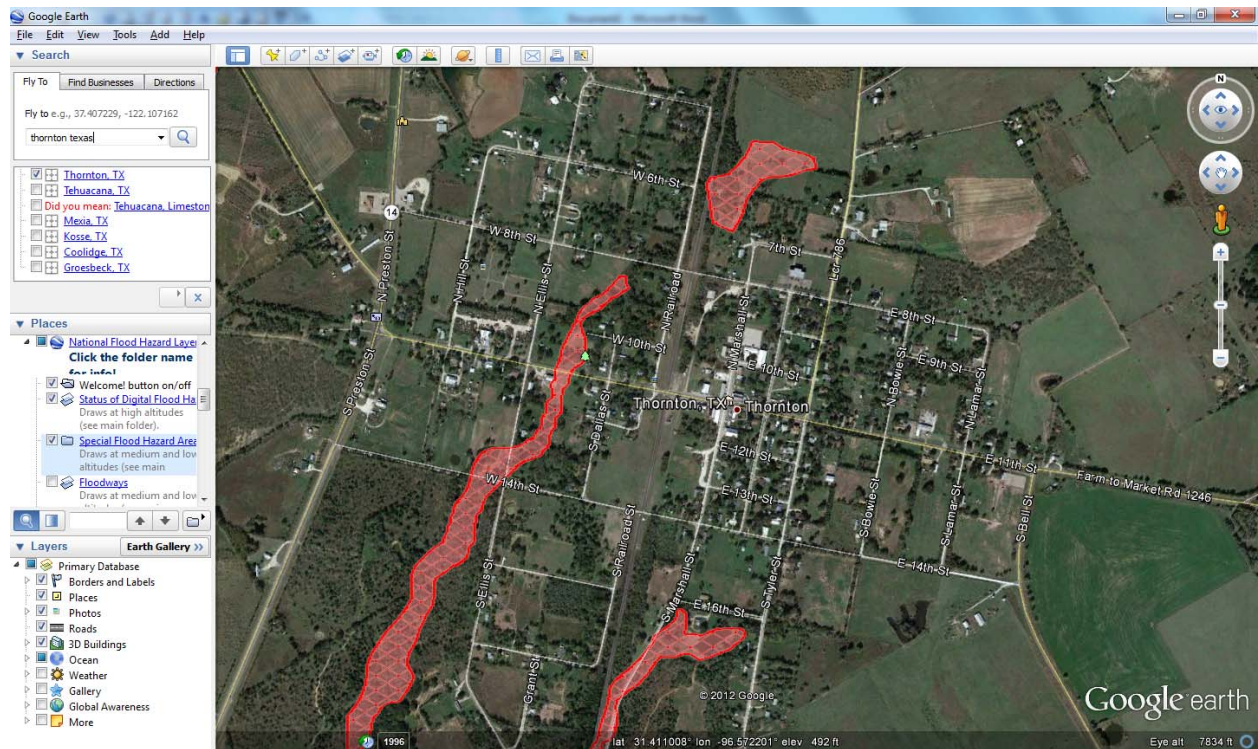 Google Earth
File Edit View Tools Add Help
Search
Fly To Find Businesses Directions
Fly to e.g., 37.407229, -122.107162
thornton texas
Thornton, TX
Tehuacana, TX
Did you mean: Tehuacana, Limeston
Mexia, TX
Kosse, TX
Coolidge, TX
Groesbeck, TX
Places
National Flood Hazard Layer
Click the folder name
for info!
Welcome! button on/off
Status of Digital Flood Ha
Draws at high altitudes
(see main folder).
Special Flood Hazard Area
Draws at medium and low
altitudes (see main
Floodways
Draws at medium and low
Layers
Earth Gallery >>
Primary Database
Borders and Labels
Places
Photos
Roads
3D Buildings
Ocean
Weather
Gallery
Global Awareness
More
N
W 6th St
14
W 8th St
7th St
Lcr 786
N Preston St
N Hill St
N Ellis St
N Railroad
N Marshall St
E 8th St
W 10th St
E 9th St
E 10th St
S Preston St
N Bowie St
N Lamar St
Thornton, TX
Thornton
S Dallas St
E 12th St
E 11th St
Farm to Market Rd 1246
W 14th St
E 13th St
S Bowie St
S Lamar St
S Bell St
S Railroad St
E 14th St
S Ellis St
S Marshall St
S Tyler St
E 16th St
Grant St
© 2012 Google
Google earth
1996
lat 31.411008° lon -96.572201° elev 492 ft
Eye alt 7834 ft